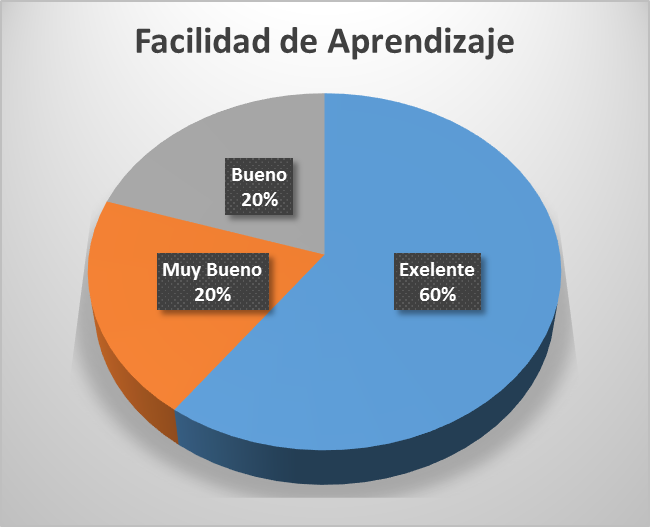 Facilidad de Aprendizaje
Bueno
20%
Muy Bueno
20%
Exelente
60%